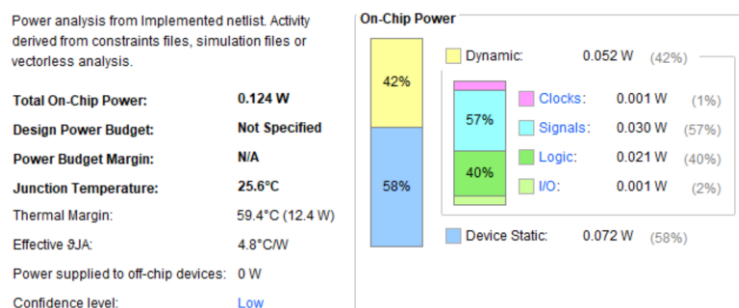 Power analysis from Implemented netlist. Activity
derived from constraints files, simulation files or
vectorless analysis.
Total On-Chip Power: 0.124 W
Design Power Budget: Not Specified
Power Budget Margin: N/A
Junction Temperature: 25.6°C
Thermal Margin: 59.4°C (12.4 W)
Effective ϑJA: 4.8°C/W
Power supplied to off-chip devices: 0 W
Confidence level: Low
On-Chip Power
42%
58%
Dynamic: 0.052 W (42%)
57%
40%
Clocks: 0.001 W (1%)
Signals: 0.030 W (57%)
Logic: 0.021 W (40%)
I/O: 0.001 W (2%)
Device Static: 0.072 W (58%)